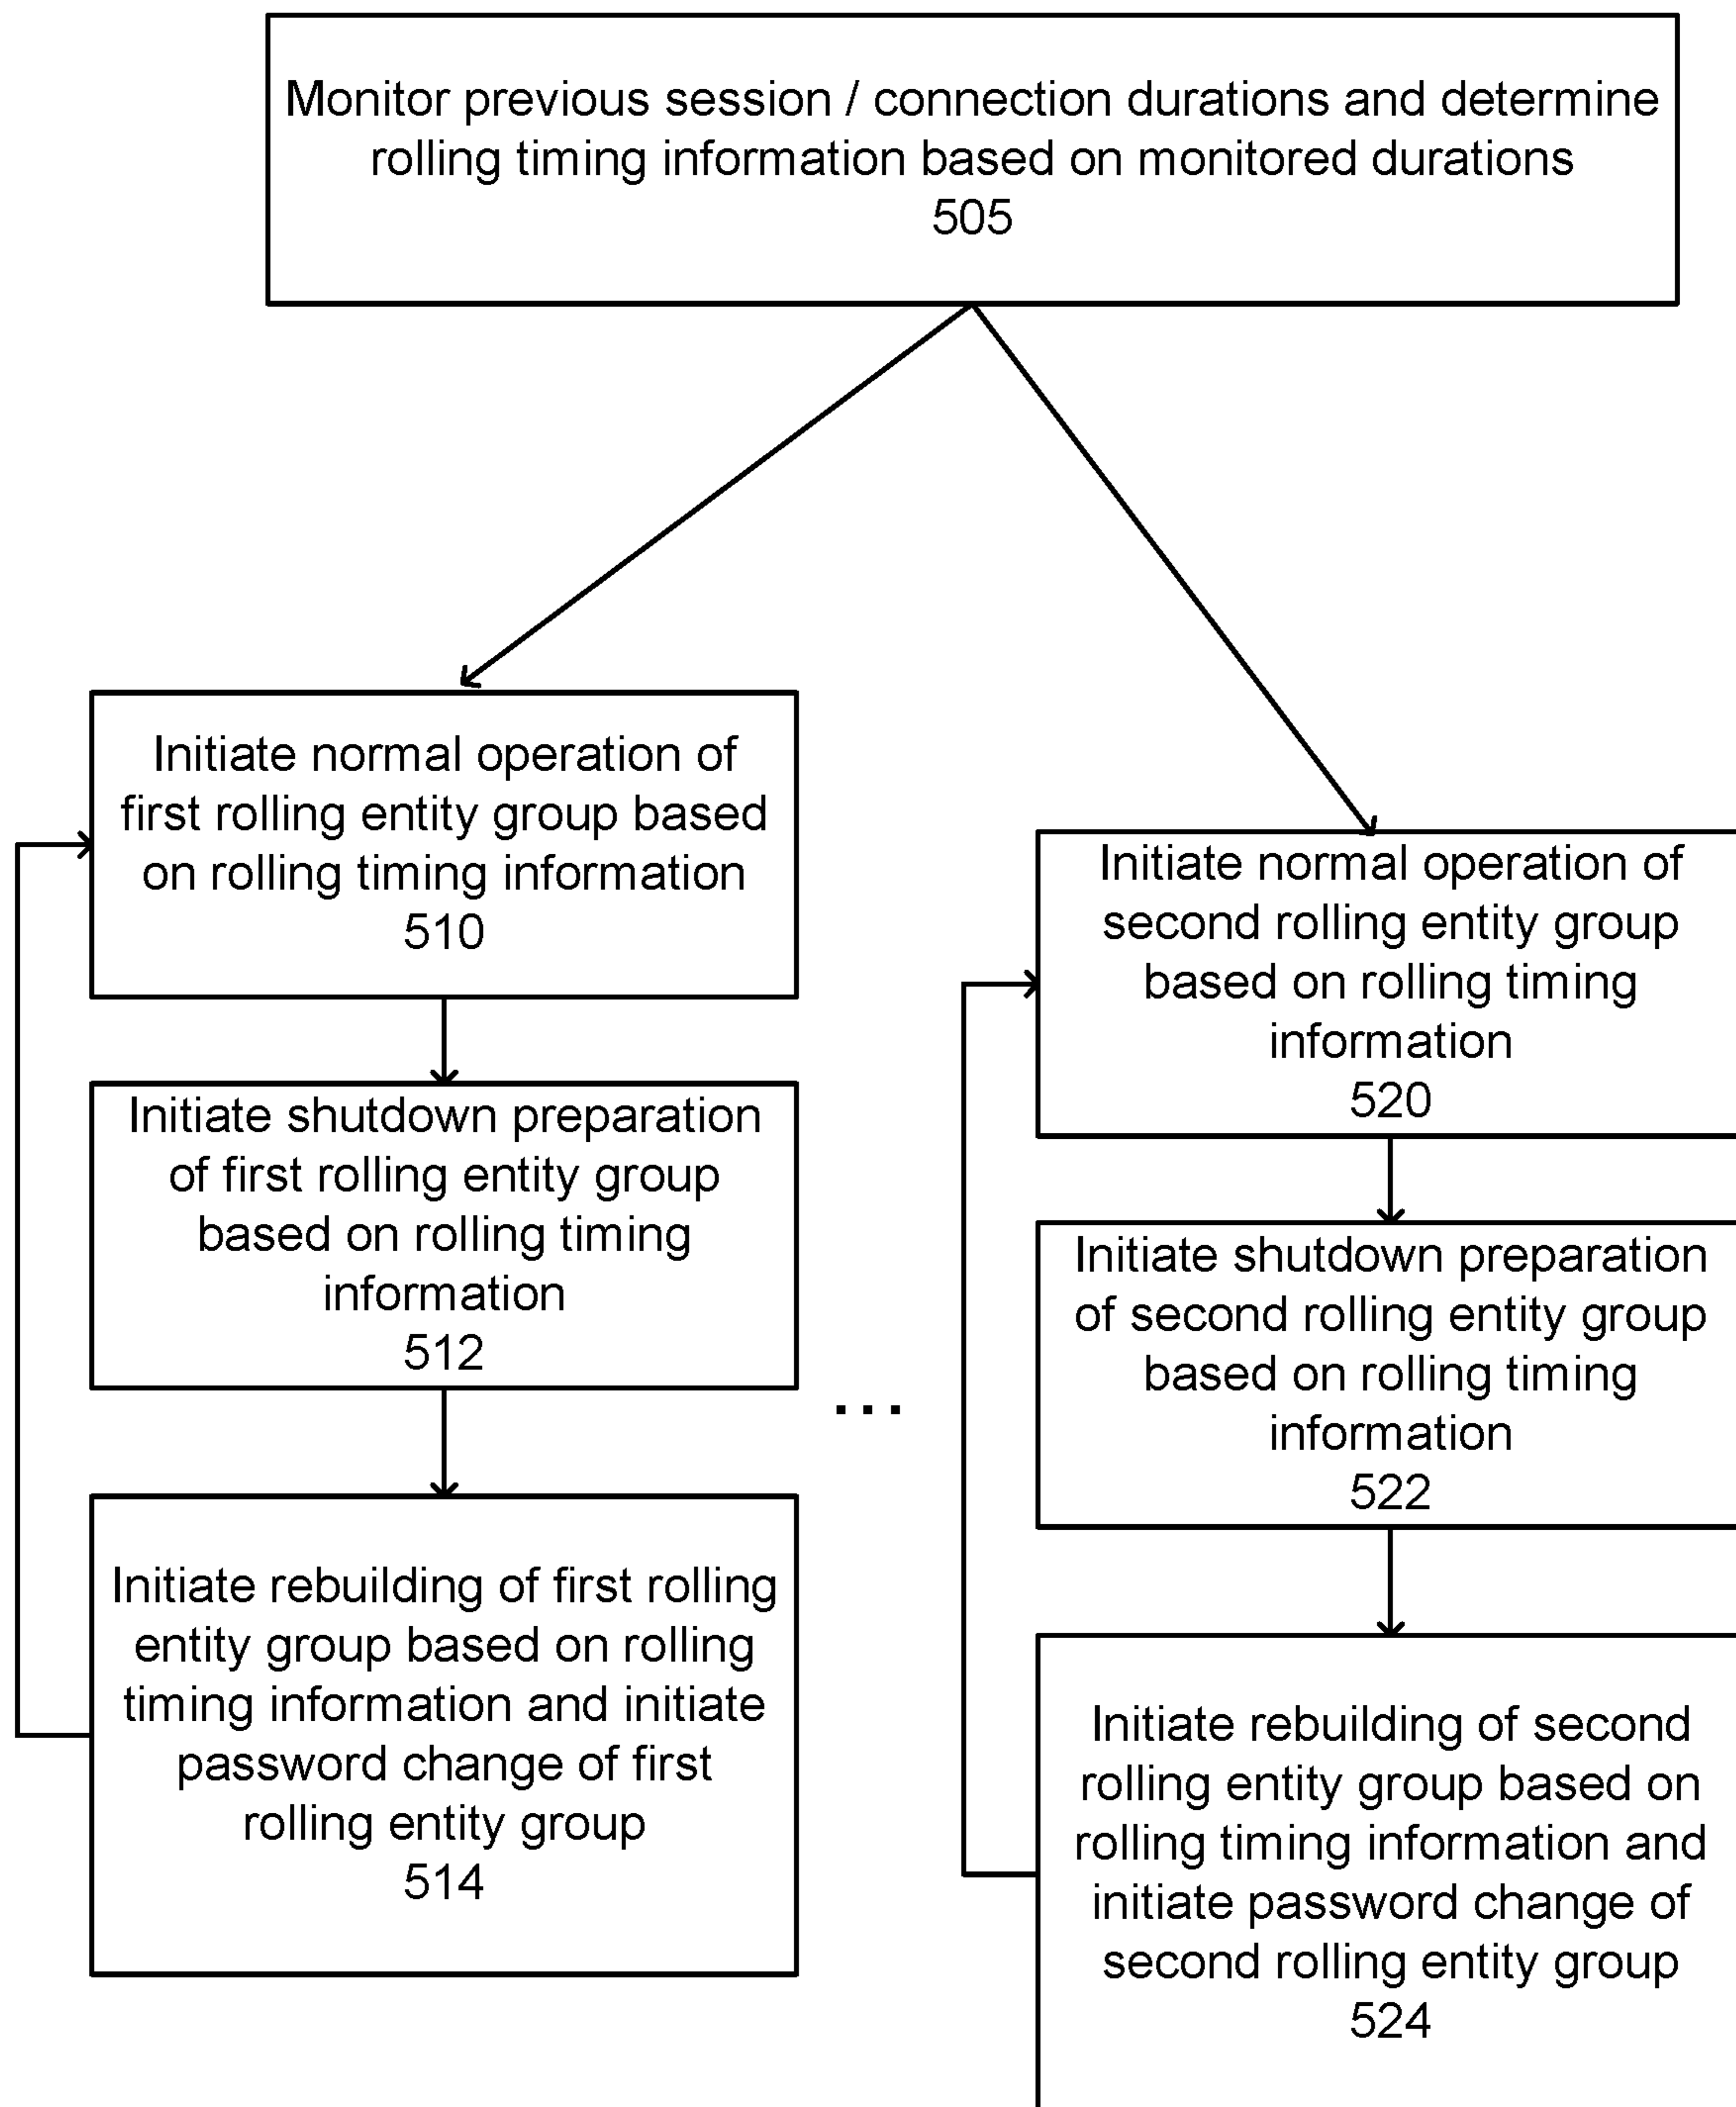 Monitor previous session / connection durations and determine
rolling timing information based on monitored durations
505
Initiate normal operation of
first rolling entity group based
on rolling timing information
510
Initiate shutdown preparation
of first rolling entity group
based on rolling timing
information
512
Initiate rebuilding of first rolling
entity group based on rolling
timing information and initiate
password change of first
rolling entity group
514
...
Initiate normal operation of
second rolling entity group
based on rolling timing
information
520
Initiate shutdown preparation
of second rolling entity group
based on rolling timing
information
522
Initiate rebuilding of second
rolling entity group based on
rolling timing information and
initiate password change of
second rolling entity group
524